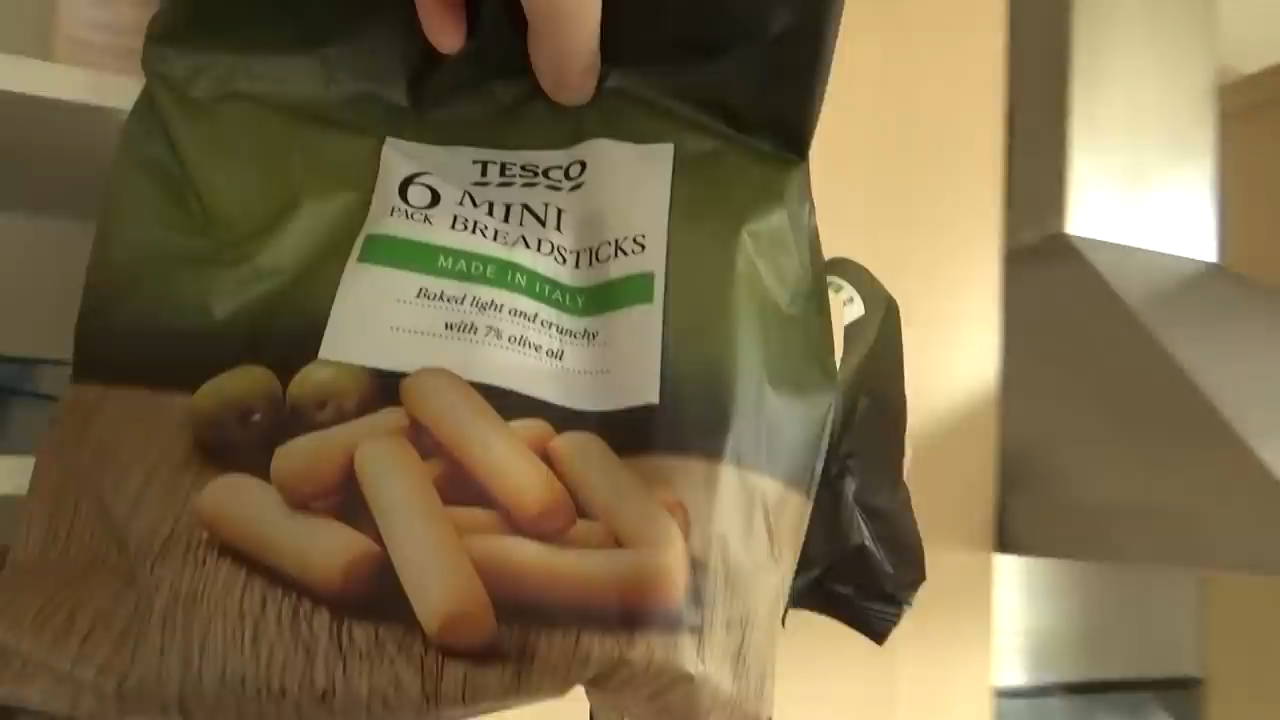 TESCO
6 MINI
PACK BREADSTICKS
MADE IN ITALY
Baked light and crunchy
with 7% olive oil